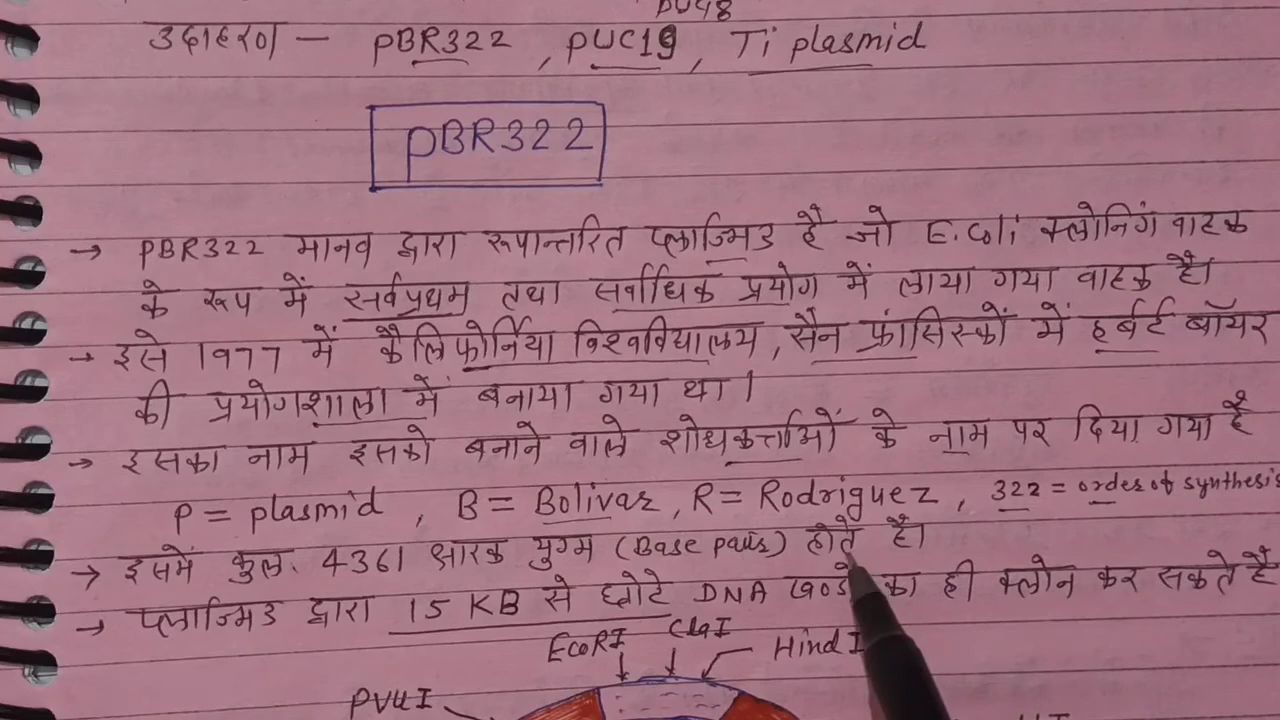 pUC18
उदाहरण — pBR322 , pUC19 , Ti plasmid
pBR322
→ PBR322 मानव द्वारा रूपान्तरित प्लाज्मिड है जो E.coli क्लोनिंग वाहक
के रूप में सर्वप्रथम तथा सर्वाधिक प्रयोग में लाया गया वाहक है।
→ इसे 1977 में कैलिफोर्निया विश्वविद्यालय, सैन फ्रांसिस्कों में हर्बर्ट बॉयर
की प्रयोगशाला में बनाया गया था।
→ इसका नाम इसको बनाने वाले शोधकर्त्ताओं के नाम पर दिया गया है
P = plasmid , B = Bolivar, R = Rodriguez , 322 = order of synthesis
→ इसमें कुल. 4361 क्षारक युग्म (Base pairs) होते है।
→ प्लाज्मिड द्वारा 15 KB से छोटे DNA खण्डो का ही क्लोन कर सकते है
EcoRI ClaI Hind I
PVUI